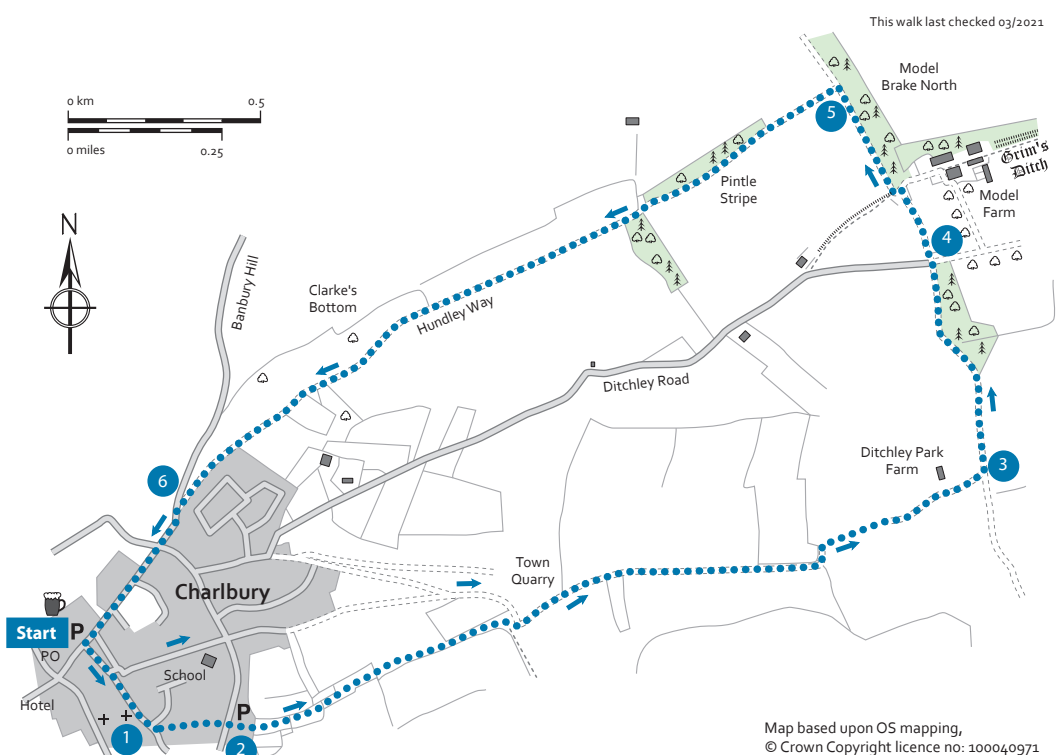 This walk last checked 03/2021
0 km
0.5
0 miles
0.25
N
Model
Brake North
5
Grim's
Ditch
Model
Farm
Pintle
Stripe
4
Banbury Hill
Clarke's
Bottom
Hundley Way
Ditchley Road
Ditchley Park
Farm
3
6
Town
Quarry
Charlbury
Start
P
PO
School
Hotel
P
1
2
Map based upon OS mapping,
© Crown Copyright licence no: 100040971